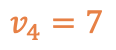 v₄ = 7